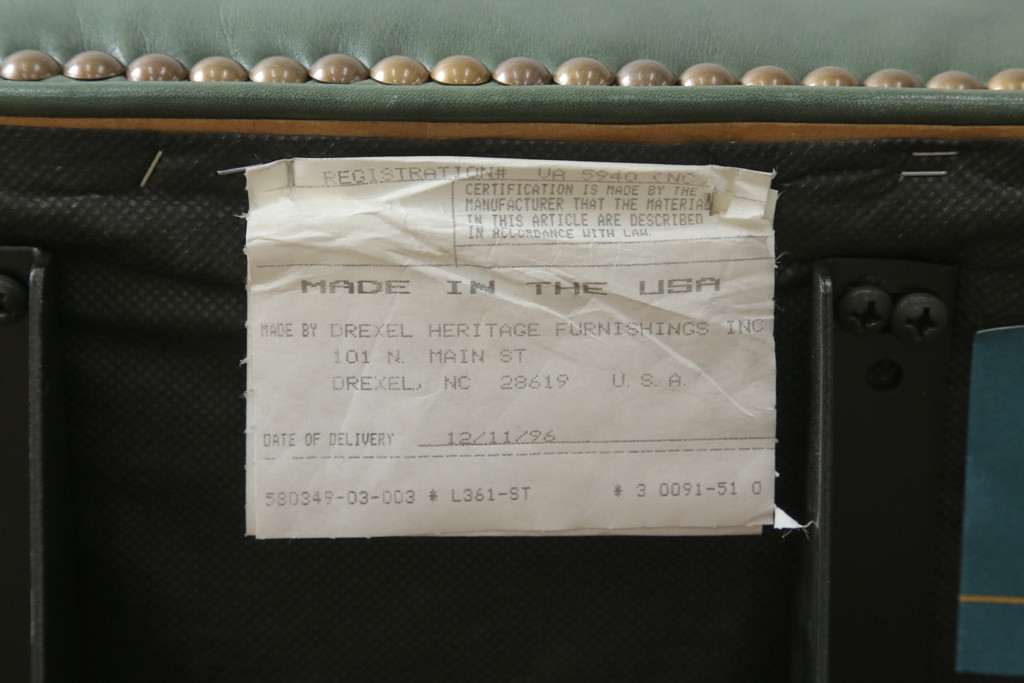 REGISTRATION# VA 5940 (NC)
CERTIFICATION IS MADE BY THE
MANUFACTURER THAT THE MATERIAL
IN THIS ARTICLE ARE DESCRIBED
IN ACCORDANCE WITH LAW.
MADE IN THE USA
MADE BY DREXEL HERITAGE FURNISHINGS INC
101 N. MAIN ST
DREXEL, NC 28619 U.S.A.
DATE OF DELIVERY 12/11/96
580349-03-003 * L361-ST * 3 0091-51 0